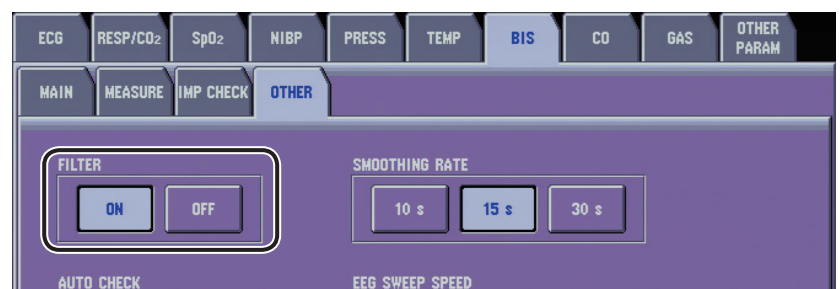 ECG RESP/CO2 SpO2 NIBP PRESS TEMP BIS CO GAS OTHER PARAM
MAIN MEASURE IMP CHECK OTHER
FILTER SMOOTHING RATE
ON OFF 10 s 15 s 30 s
AUTO CHECK EEG SWEEP SPEED